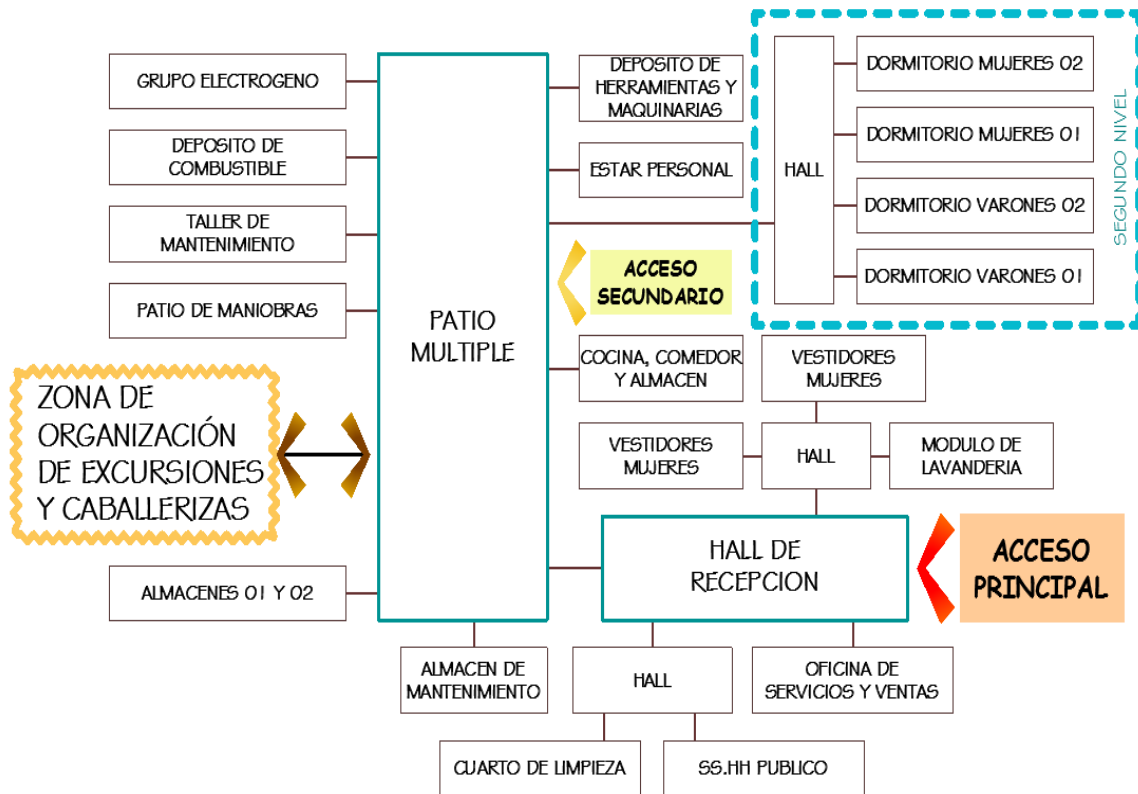 GRUPO ELECTROGENO
DEPOSITO DE
COMBUSTIBLE
TALLER DE
MANTENIMIENTO
PATIO DE MANIOBRAS
ZONA DE
ORGANIZACIÓN
DE EXCURSIONES
Y CABALLERIZAS
ALMACENES 01 Y 02
PATIO
MULTIPLE
DEPOSITO DE
HERRAMIENTAS Y
MAQUINARIAS
ESTAR PERSONAL
HALL
DORMITORIO MUJERES 02
DORMITORIO MUJERES 01
DORMITORIO VARONES 02
DORMITORIO VARONES 01
SEGUNDO NIVEL
ACCESO
SECUNDARIO
COCINA, COMEDOR
Y ALMACEN
VESTIDORES
MUJERES
VESTIDORES
MUJERES
HALL
MODULO DE
LAVANDERIA
HALL DE
RECEPCION
ACCESO
PRINCIPAL
ALMACEN DE
MANTENIMIENTO
HALL
OFICINA DE
SERVICIOS Y VENTAS
CUARTO DE LIMPIEZA
SS.HH PUBLICO